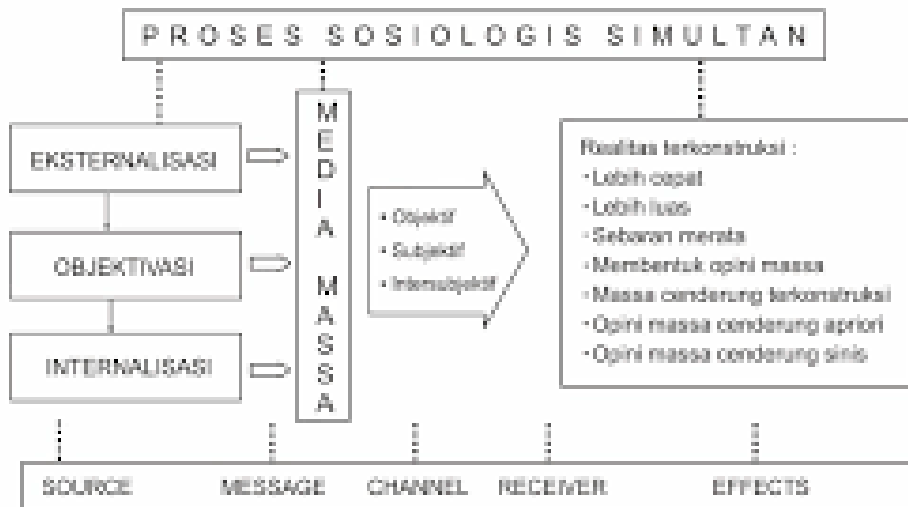 PROSES SOSIOLOGIS SIMULTAN
EKSTERNALISASI
OBJEKTIVASI
INTERNALISASI
MEDIA MASSA
• Objektif
• Subjektif
• Intersubjektif
Realitas terkonstruksi :
•Lebih cepat
•Lebih luas
•Sebaran merata
•Membentuk opini massa
•Massa cenderung terkonstruksi
•Opini massa cenderung apriori
•Opini massa cenderung sinis
SOURCE MESSAGE CHANNEL RECEIVER EFFECTS